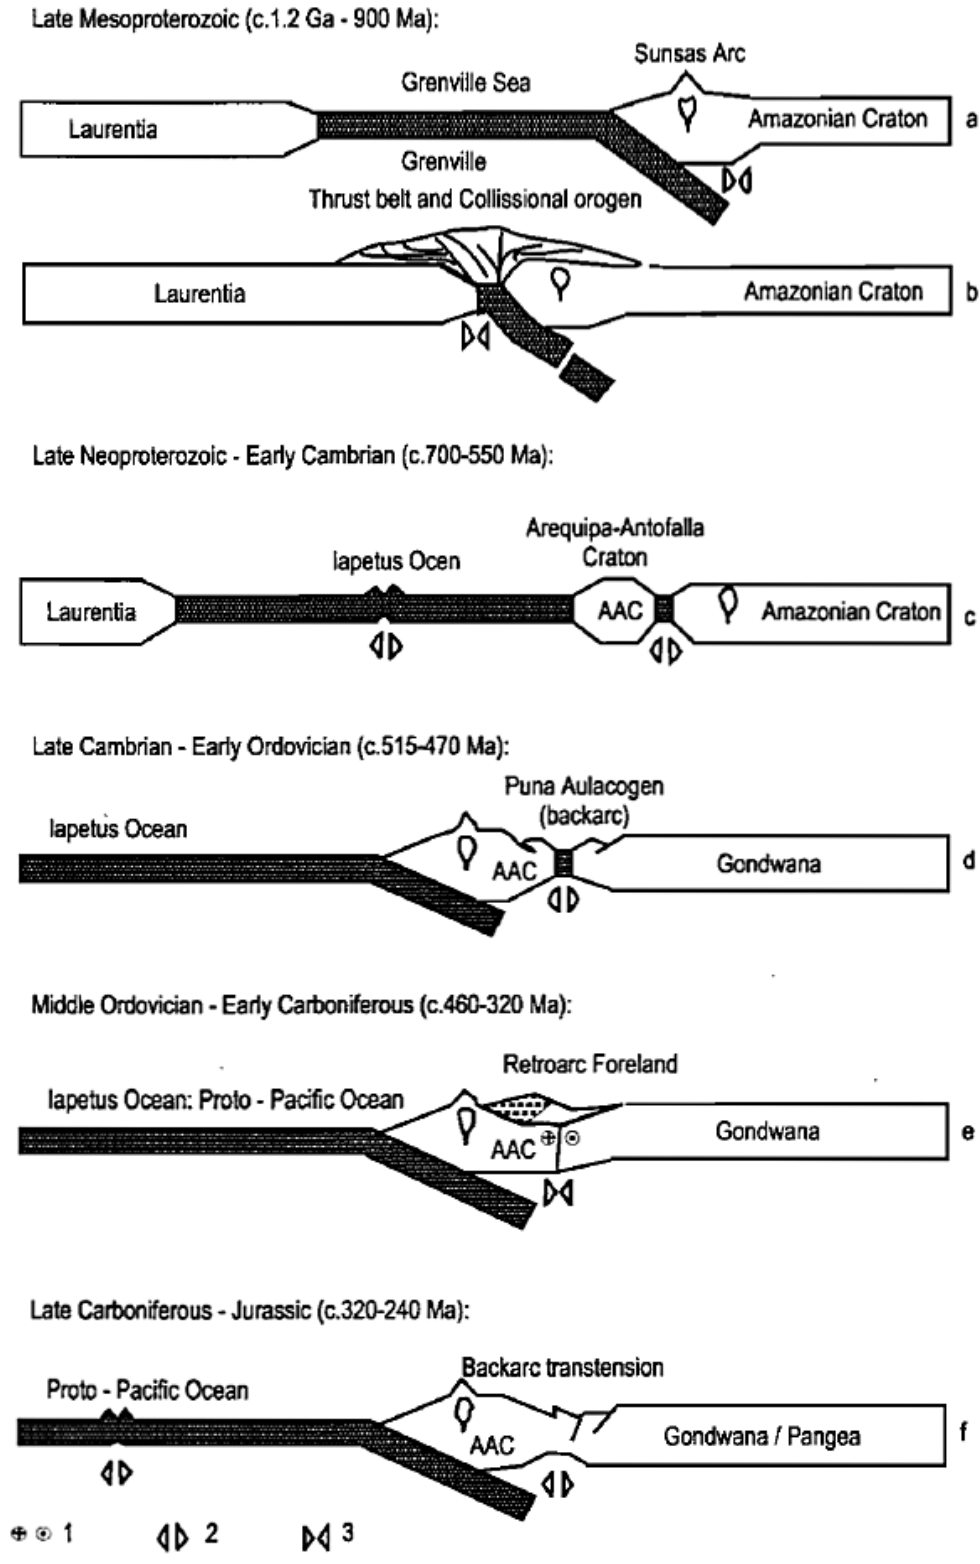 Late Mesoproterozoic (c.1.2 Ga - 900 Ma):
Sunsas Arc
Grenville Sea
Laurentia
Amazonian Craton
a
Grenville
Thrust belt and Collissional orogen
Laurentia
Amazonian Craton
b
Late Neoproterozoic - Early Cambrian (c.700-550 Ma):
Arequipa-Antofalla
Craton
Iapetus Ocen
Laurentia
AAC
Amazonian Craton
c
Late Cambrian - Early Ordovician (c.515-470 Ma):
Puna Aulacogen
(backarc)
Iapetus Ocean
AAC
Gondwana
d
Middle Ordovician - Early Carboniferous (c.460-320 Ma):
Retroarc Foreland
Iapetus Ocean: Proto - Pacific Ocean
AAC
Gondwana
e
Late Carboniferous - Jurassic (c.320-240 Ma):
Backarc transtension
Proto - Pacific Ocean
AAC
Gondwana / Pangea
f
1 2 3